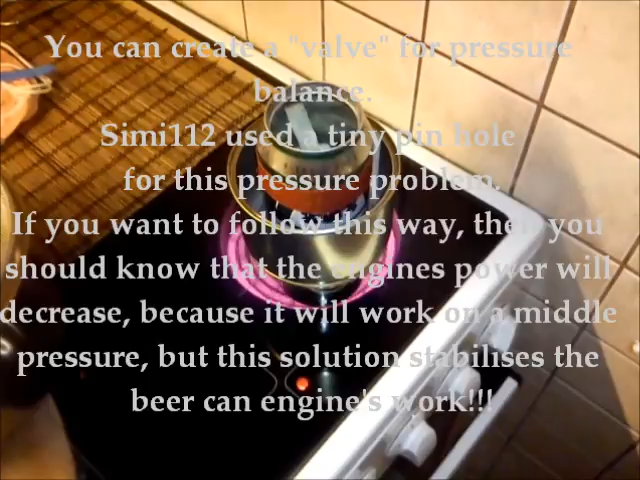 You can create a "valve" for pressure
balance.
Simi112 used a tiny pin hole
for this pressure problem.
If you want to follow this way, then you
should know that the engines power will
decrease, because it will work on a middle
pressure, but this solution stabilises the
beer can engine's work!!!